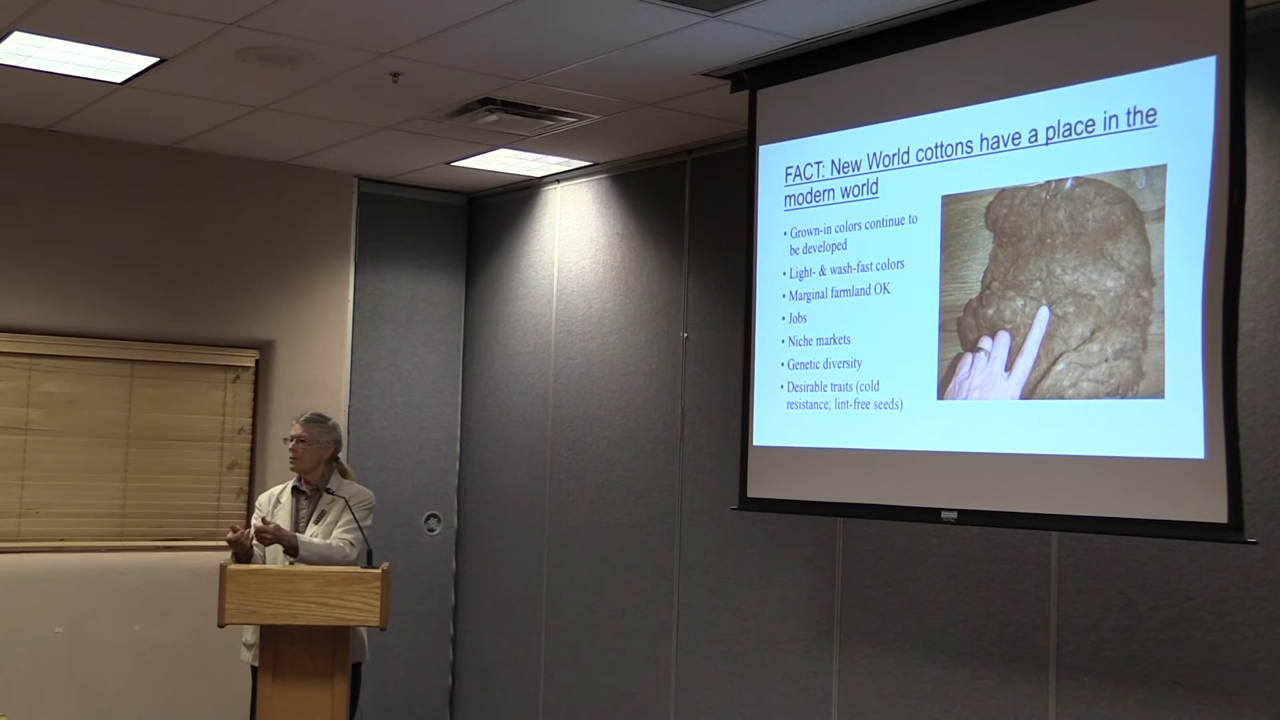 FACT: New World cottons have a place in the
modern world
• Grown-in colors continue to
be developed
• Light- & wash-fast colors
• Marginal farmland OK
• Jobs
• Niche markets
• Genetic diversity
• Desirable traits (cold
resistance, lint-free seeds)